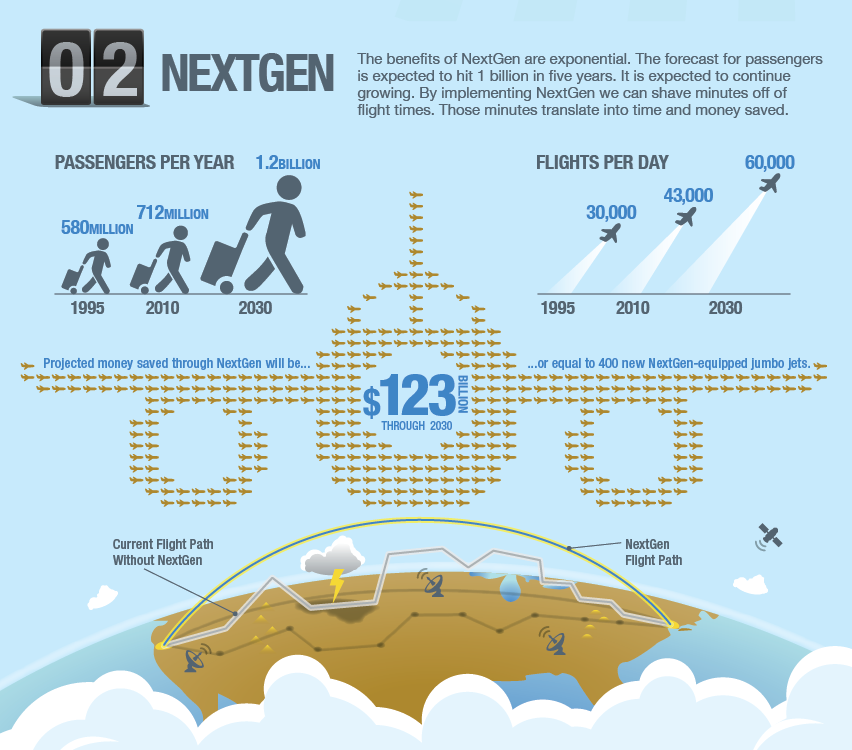 02 NEXTGEN
The benefits of NextGen are exponential. The forecast for passengers
is expected to hit 1 billion in five years. It is expected to continue
growing. By implementing NextGen we can shave minutes off of
flight times. Those minutes translate into time and money saved.
PASSENGERS PER YEAR
580MILLION
712MILLION
1.2BILLION
1995 2010 2030
FLIGHTS PER DAY
30,000
43,000
60,000
1995 2010 2030
Projected money saved through NextGen will be...
$123 BILLION
THROUGH 2030
...or equal to 400 new NextGen-equipped jumbo jets.
Current Flight Path
Without NextGen
NextGen
Flight Path